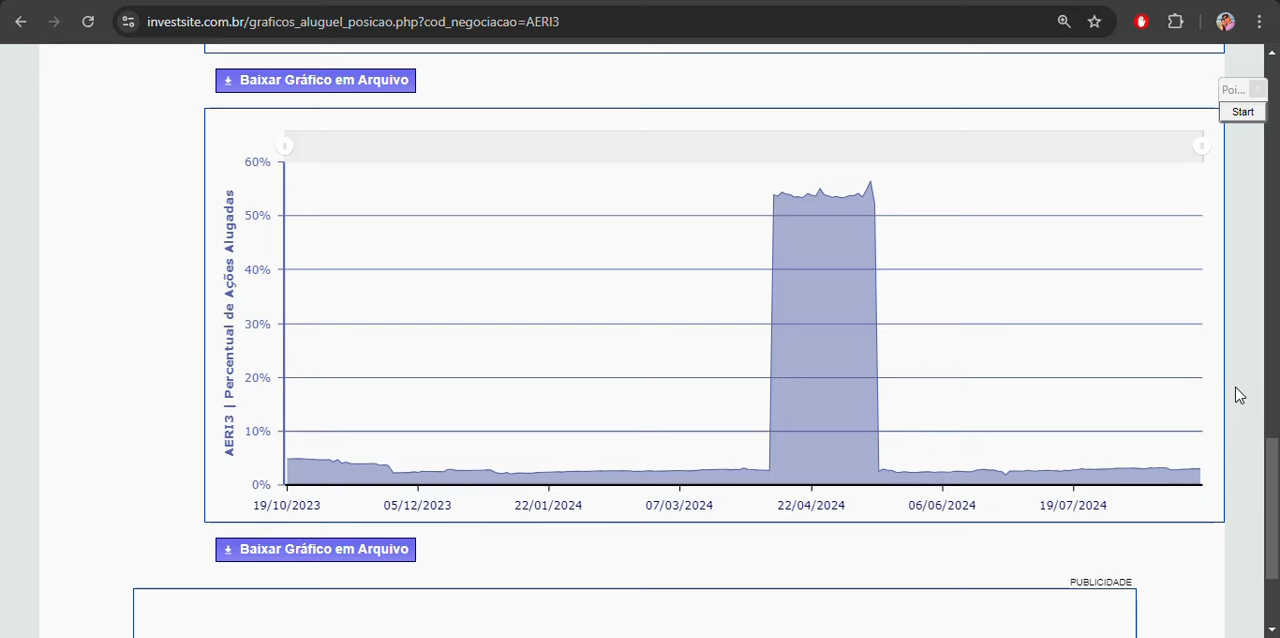 investsite.com.br/graficos_aluguel_posicao.php?cod_negociacao=AERI3
Baixar Gráfico em Arquivo
Poi...
Start
60%
50%
40%
30%
20%
10%
0%
AERI3 | Percentual de Ações Alugadas
19/10/2023 05/12/2023 22/01/2024 07/03/2024 22/04/2024 06/06/2024 19/07/2024
Baixar Gráfico em Arquivo
PUBLICIDADE